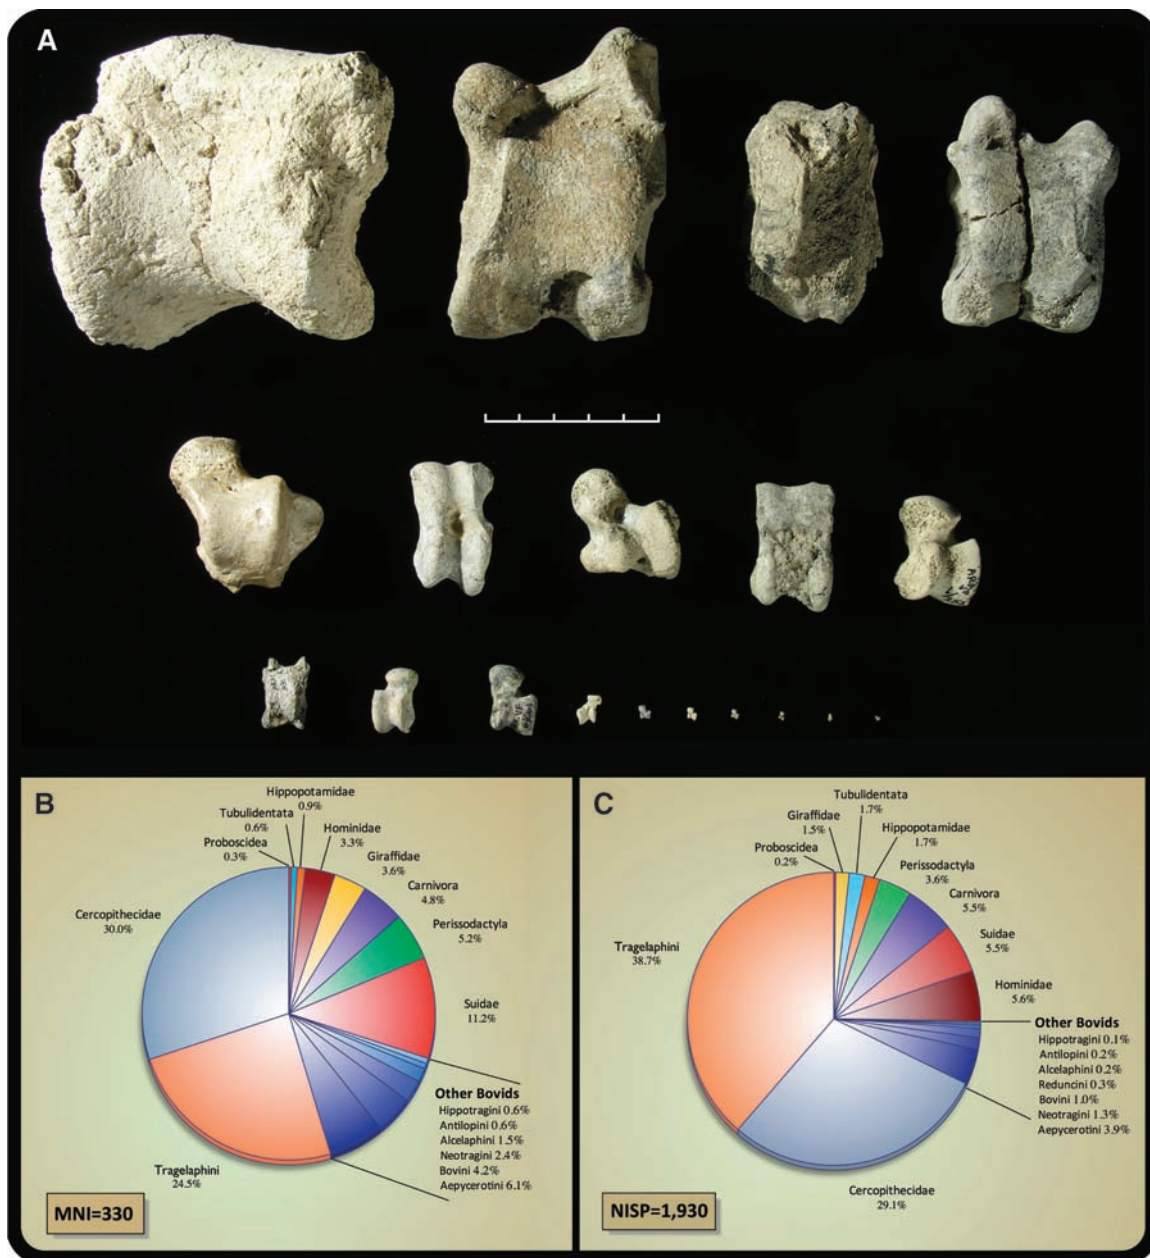 A
B
Hippopotamidae
0.9%
Tubulidentata
0.6%
Proboscidea
0.3%
Hominidae
3.3%
Giraffidae
3.6%
Carnivora
4.8%
Perissodactyla
5.2%
Suidae
11.2%
Other Bovids
Hippotragini 0.6%
Antilopini 0.6%
Alcelaphini 1.5%
Neotragini 2.4%
Bovini 4.2%
Aepycerotini 6.1%
Tragelaphini
24.5%
Cercopithecidae
30.0%
MNI=330
C
Tubulidentata
1.7%
Giraffidae
1.5%
Proboscidea
0.2%
Hippopotamidae
1.7%
Perissodactyla
3.6%
Carnivora
5.5%
Suidae
5.5%
Hominidae
5.6%
Other Bovids
Hippotragini 0.1%
Antilopini 0.2%
Alcelaphini 0.2%
Reduncini 0.3%
Bovini 1.0%
Neotragini 1.3%
Aepycerotini 3.9%
Cercopithecidae
29.1%
Tragelaphini
38.7%
NISP=1,930